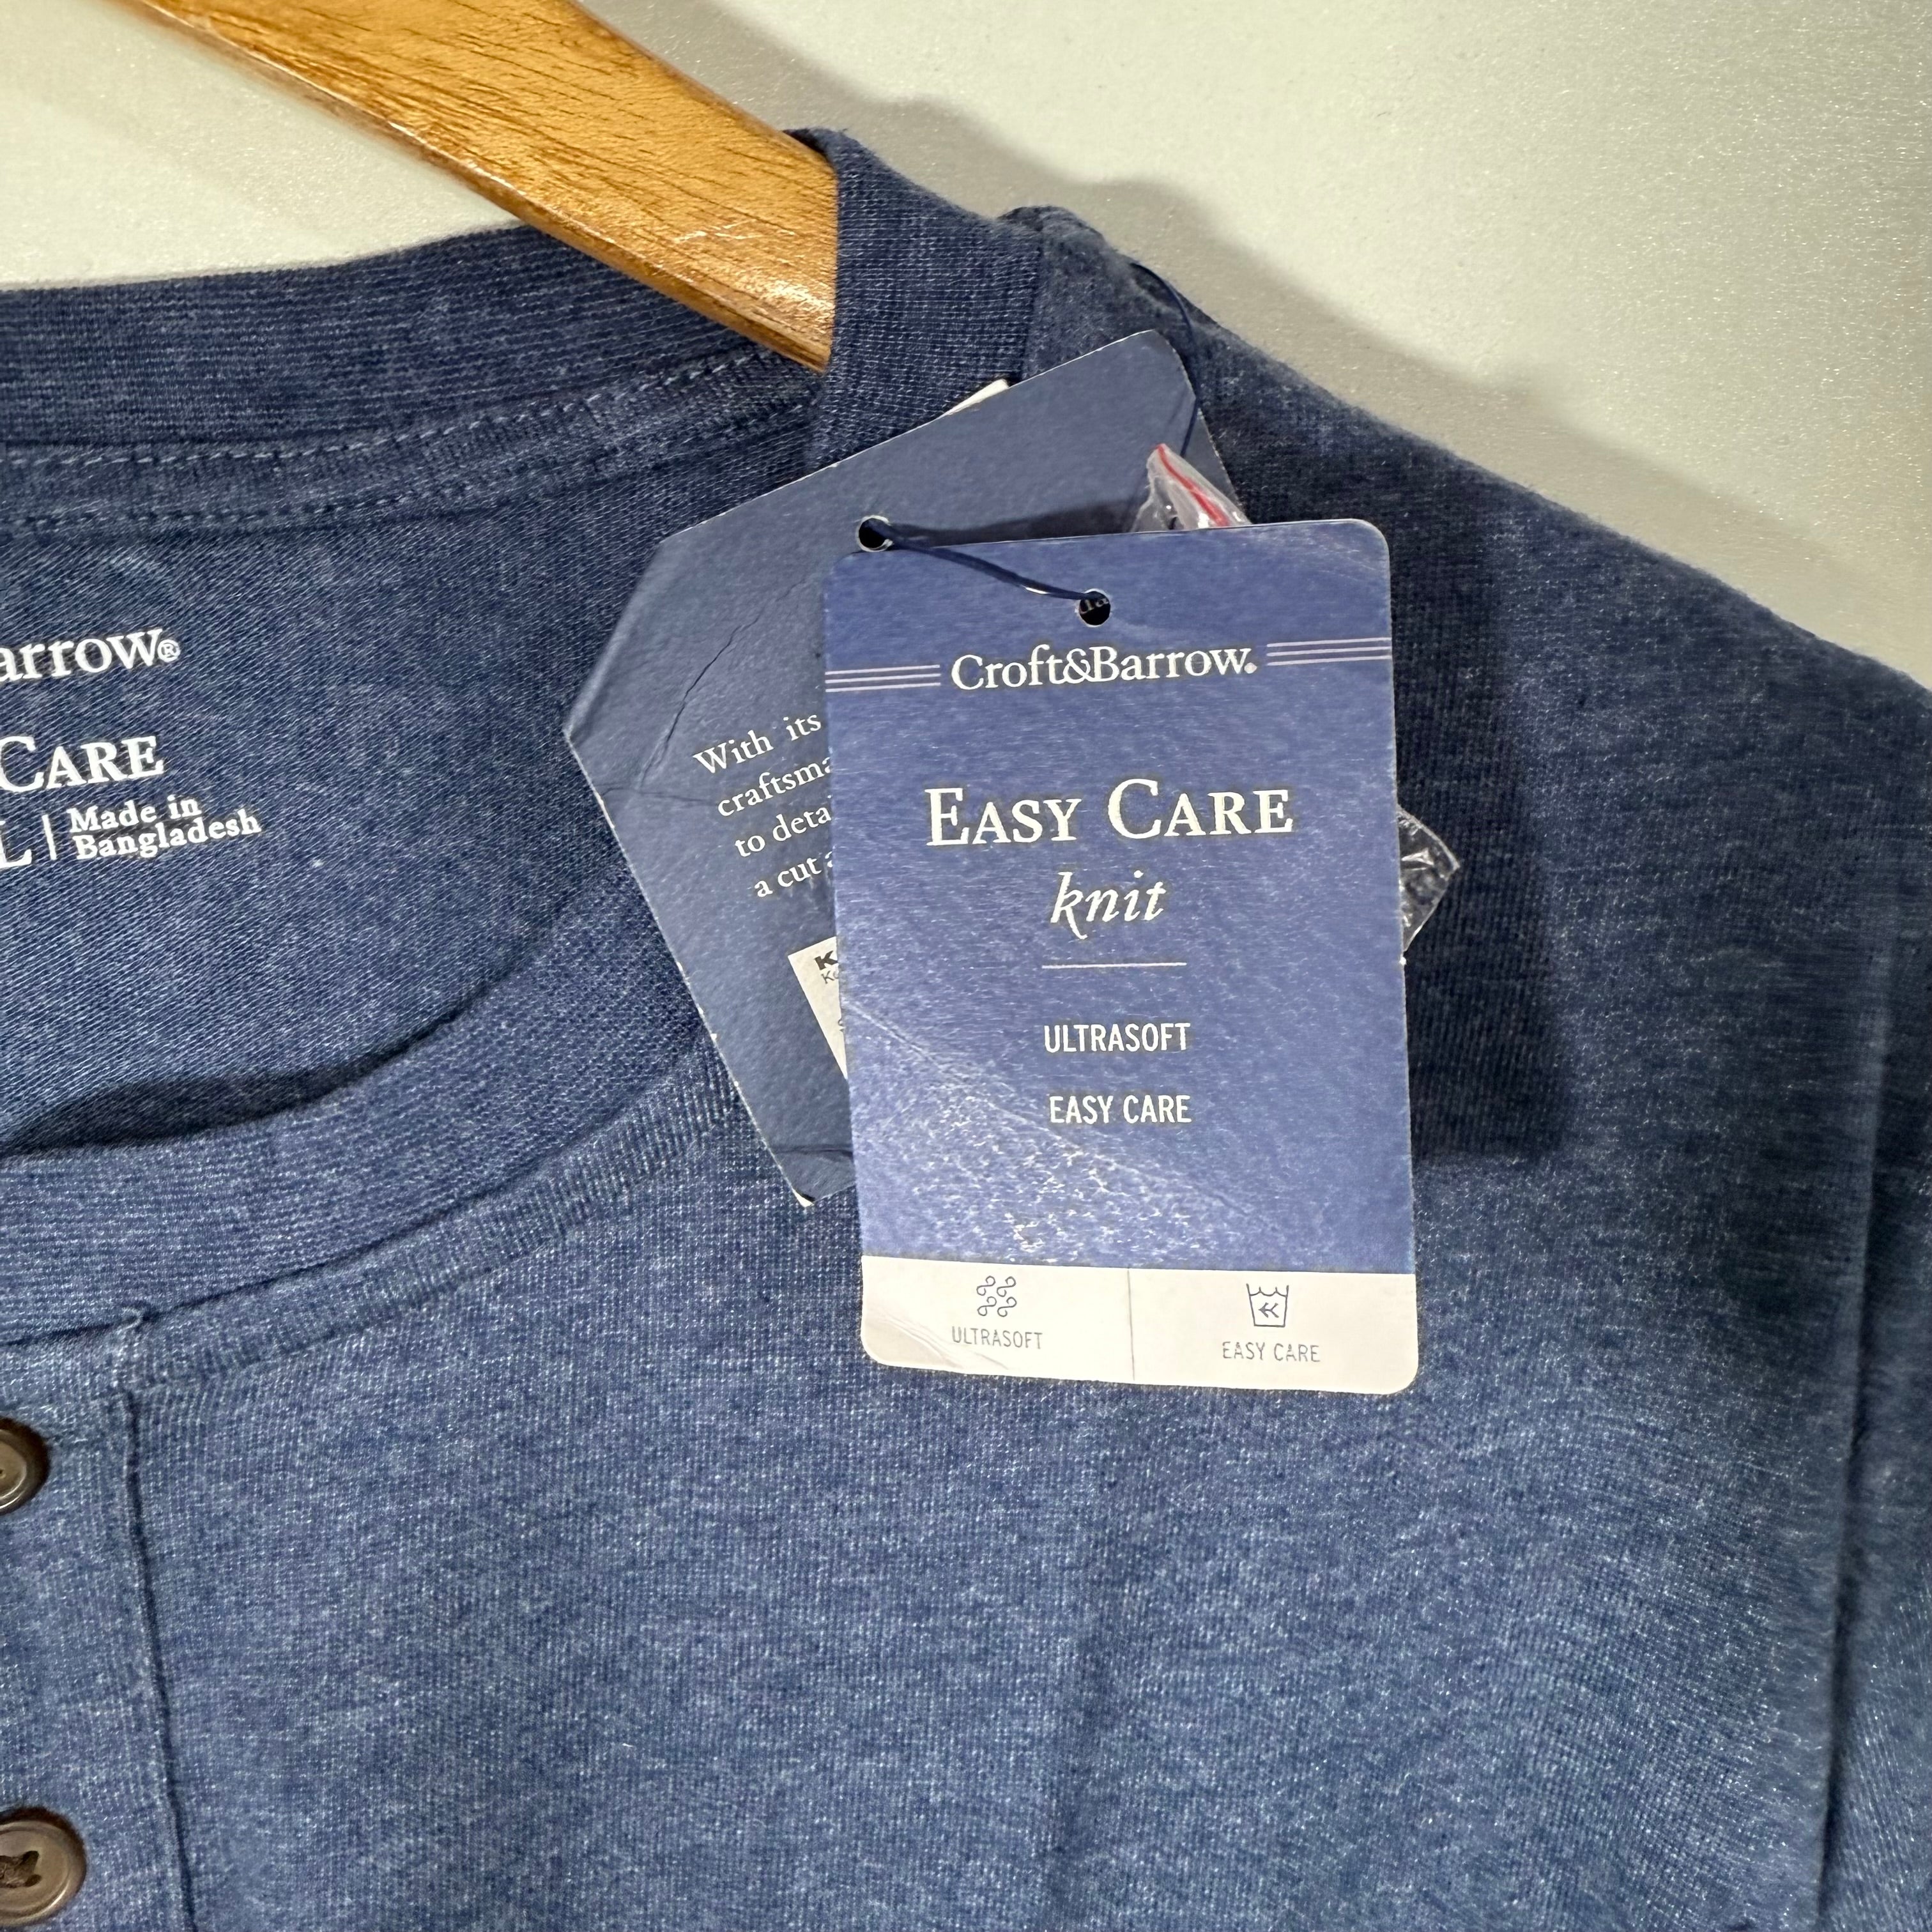 arrow®
CARE
L | Made in
Bangladesh
With its
craftsma
to deta
a cut
K
Croft&Barrow.
EASY CARE
knit
ULTRASOFT
EASY CARE
ULTRASOFT
EASY CARE